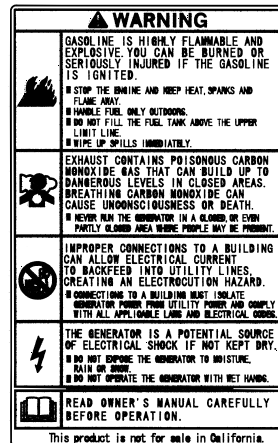 WARNING
GASOLINE IS HIGHLY FLAMMABLE AND
EXPLOSIVE. YOU CAN BE BURNED OR
SERIOUSLY INJURED IF THE GASOLINE
IS IGNITED.
STOP THE ENGINE AND KEEP HEAT, SPARKS AND
FLAME AWAY.
HANDLE FUEL ONLY OUTDOORS.
DO NOT FILL THE FUEL TANK ABOVE THE UPPER
LIMIT LINE.
WIPE UP SPILLS IMMEDIATELY.
EXHAUST CONTAINS POISONOUS CARBON
MONOXIDE GAS THAT CAN BUILD UP TO
DANGEROUS LEVELS IN CLOSED AREAS.
BREATHING CARBON MONOXIDE CAN
CAUSE UNCONSCIOUSNESS OR DEATH.
NEVER RUN THE GENERATOR IN A CLOSED, OR EVEN
PARTLY CLOSED AREA WHERE PEOPLE MAY BE PRESENT.
IMPROPER CONNECTIONS TO A BUILDING
CAN ALLOW ELECTRICAL CURRENT
TO BACKFEED INTO UTILITY LINES,
CREATING AN ELECTROCUTION HAZARD.
CONNECTIONS TO A BUILDING MUST ISOLATE
GENERATOR POWER FROM UTILITY POWER AND COMPLY
WITH ALL APPLICABLE LAWS AND ELECTRICAL CODES.
THE GENERATOR IS A POTENTIAL SOURCE
OF ELECTRICAL SHOCK IF NOT KEPT DRY.
DO NOT EXPOSE THE GENERATOR TO MOISTURE,
RAIN OR SNOW.
DO NOT OPERATE THE GENERATOR WITH WET HANDS.
READ OWNER'S MANUAL CAREFULLY
BEFORE OPERATION.
This product is not for sale in California.